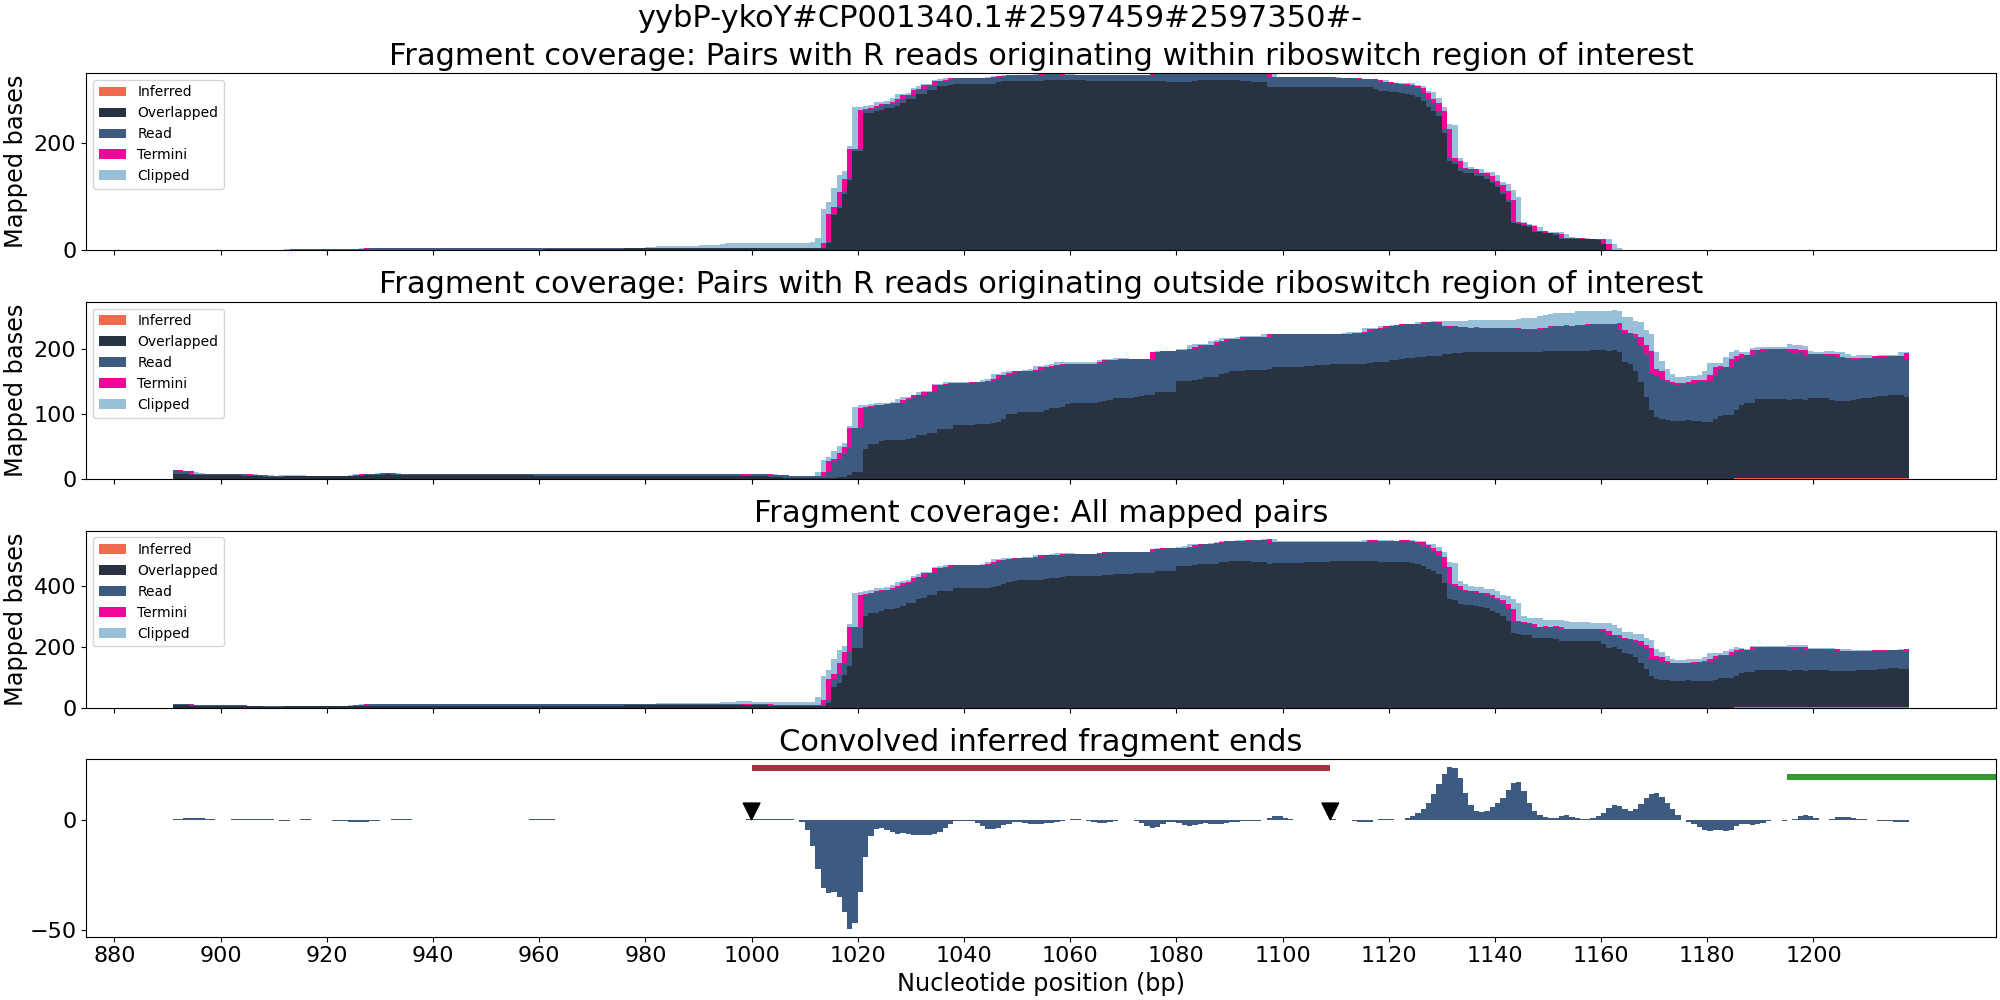 yybP-ykoY#CP001340.1#2597459#2597350#-
Fragment coverage: Pairs with R reads originating within riboswitch region of interest
Mapped bases
200
0
Inferred
Overlapped
Read
Termini
Clipped
Fragment coverage: Pairs with R reads originating outside riboswitch region of interest
Mapped bases
200
100
0
Inferred
Overlapped
Read
Termini
Clipped
Fragment coverage: All mapped pairs
Mapped bases
400
200
0
Inferred
Overlapped
Read
Termini
Clipped
Convolved inferred fragment ends
0
−50
880 900 920 940 960 980 1000 1020 1040 1060 1080 1100 1120 1140 1160 1180 1200
Nucleotide position (bp)